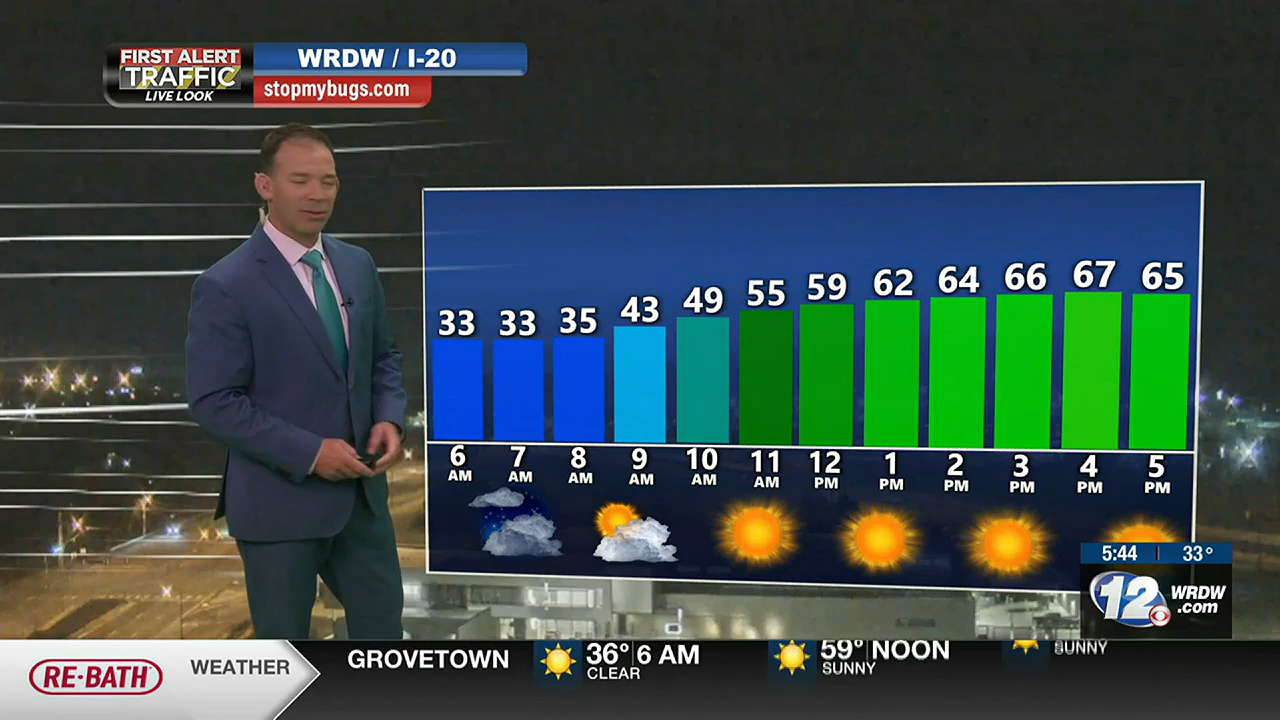 FIRST ALERT
TRAFFIC
LIVE LOOK
WRDW / I-20
stopmybugs.com
33 33 35 43 49 55 59 62 64 66 67 65
6 7 8 9 10 11 12 1 2 3 4 5
AM AM AM AM AM AM PM PM PM PM PM PM
5:44 33°
12 WRDW
.com
RE·BATH
WEATHER
GROVETOWN
36° 6 AM
CLEAR
59° NOON
SUNNY
SUNNY